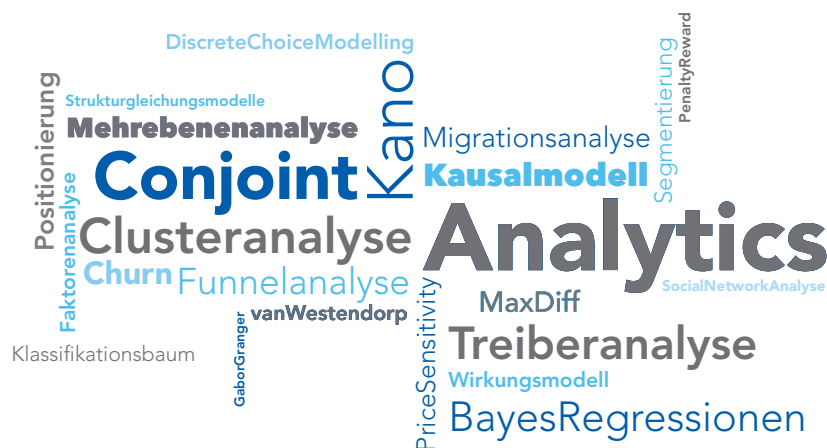 DiscreteChoiceModelling
PenaltyReward
Segmentierung
Kano
Positionierung
Strukturgleichungsmodelle
Mehrebenenanalyse
Migrationsanalyse
Conjoint
Kausalmodell
Faktorenanalyse
Analytics
Clusteranalyse
Churn
Funnelanalyse
SocialNetworkAnalyse
PriceSensitivity
MaxDiff
vanWestendorp
GaborGranger
Treiberanalyse
Klassifikationsbaum
Wirkungsmodell
BayesRegressionen